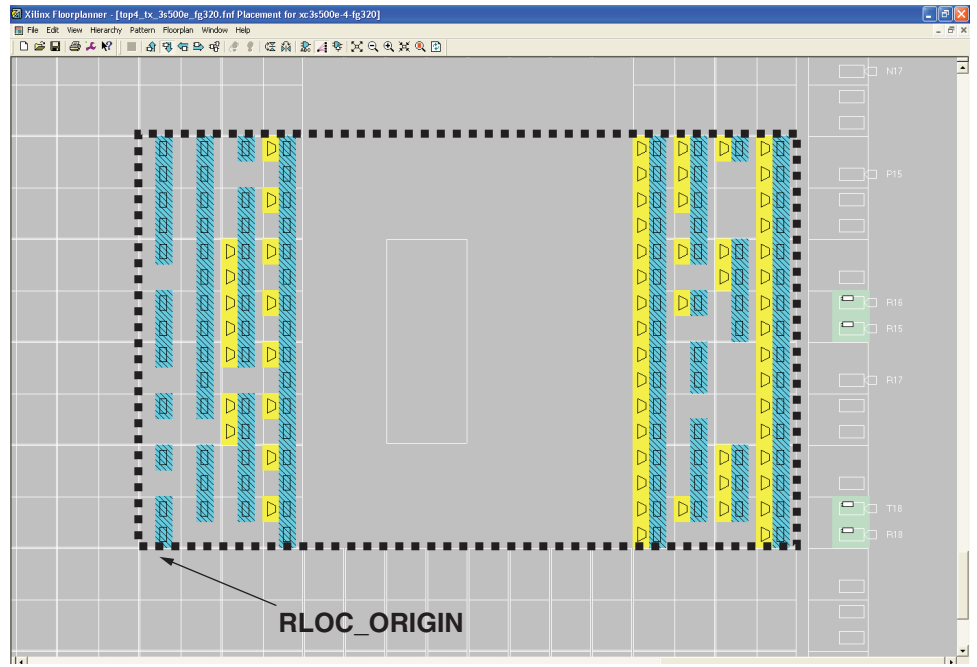 Xilinx Floorplanner - [top4_tx_3s500e_fg320.fnf Placement for xc3s500e-4-fg320]
File Edit View Hierarchy Pattern Floorplan Window Help
N17
P15
R16
R15
R17
T18
R18
RLOC_ORIGIN